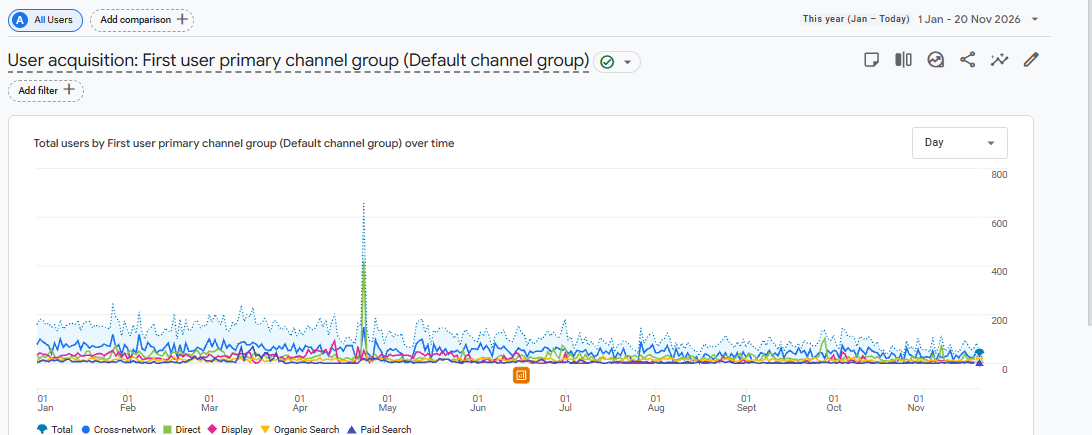 A All Users Add comparison + This year (Jan – Today) 1 Jan - 20 Nov 2026
User acquisition: First user primary channel group (Default channel group)
Add filter +
Total users by First user primary channel group (Default channel group) over time Day
800
600
400
200
0
01 01 01 01 01 01 01 01 01 01 01
Jan Feb Mar Apr May Jun Jul Aug Sept Oct Nov
Total Cross-network Direct Display Organic Search Paid Search